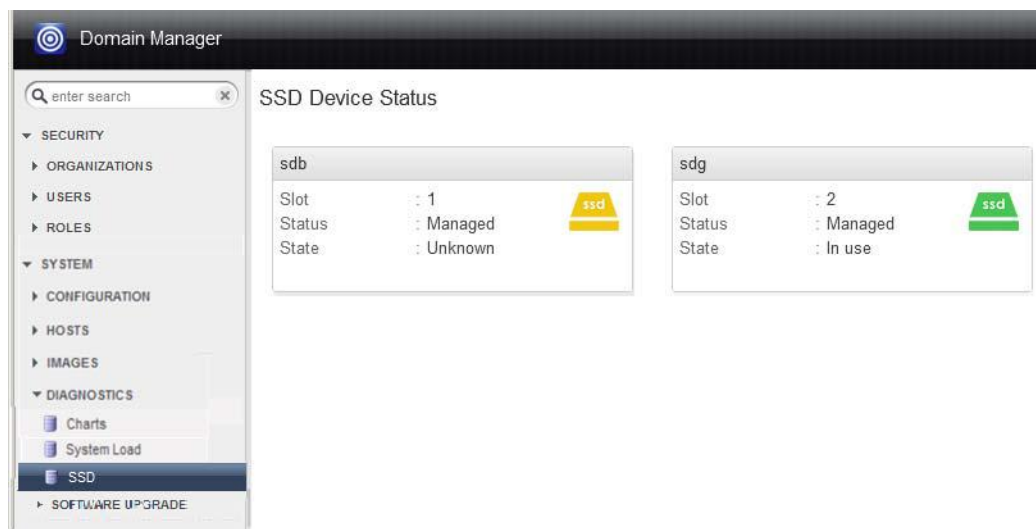 Domain Manager
enter search
SECURITY
ORGANIZATIONS
USERS
ROLES
SYSTEM
CONFIGURATION
HOSTS
IMAGES
DIAGNOSTICS
Charts
System Load
SSD
SOFTWARE UPGRADE
SSD Device Status
sdb
Slot : 1
Status : Managed
State : Unknown
ssd
sdg
Slot : 2
Status : Managed
State : In use
ssd